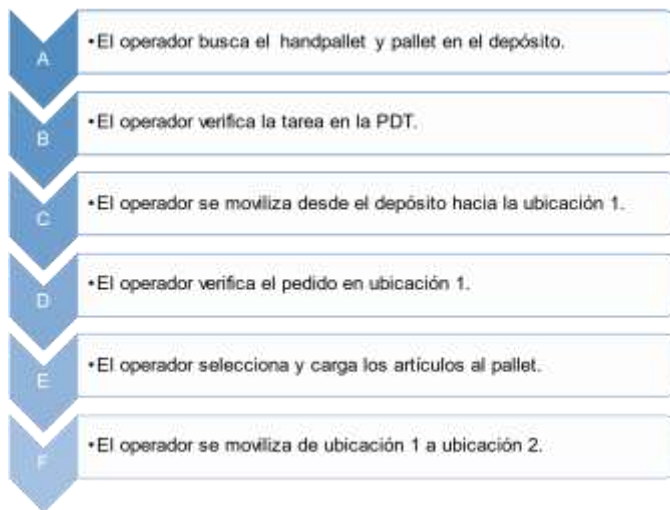 A
•El operador busca el handpallet y pallet en el depósito.
B
•El operador verifica la tarea en la PDT.
C
•El operador se moviliza desde el depósito hacia la ubicación 1.
D
•El operador verifica el pedido en ubicación 1.
E
•El operador selecciona y carga los artículos al pallet.
F
•El operador se moviliza de ubicación 1 a ubicación 2.